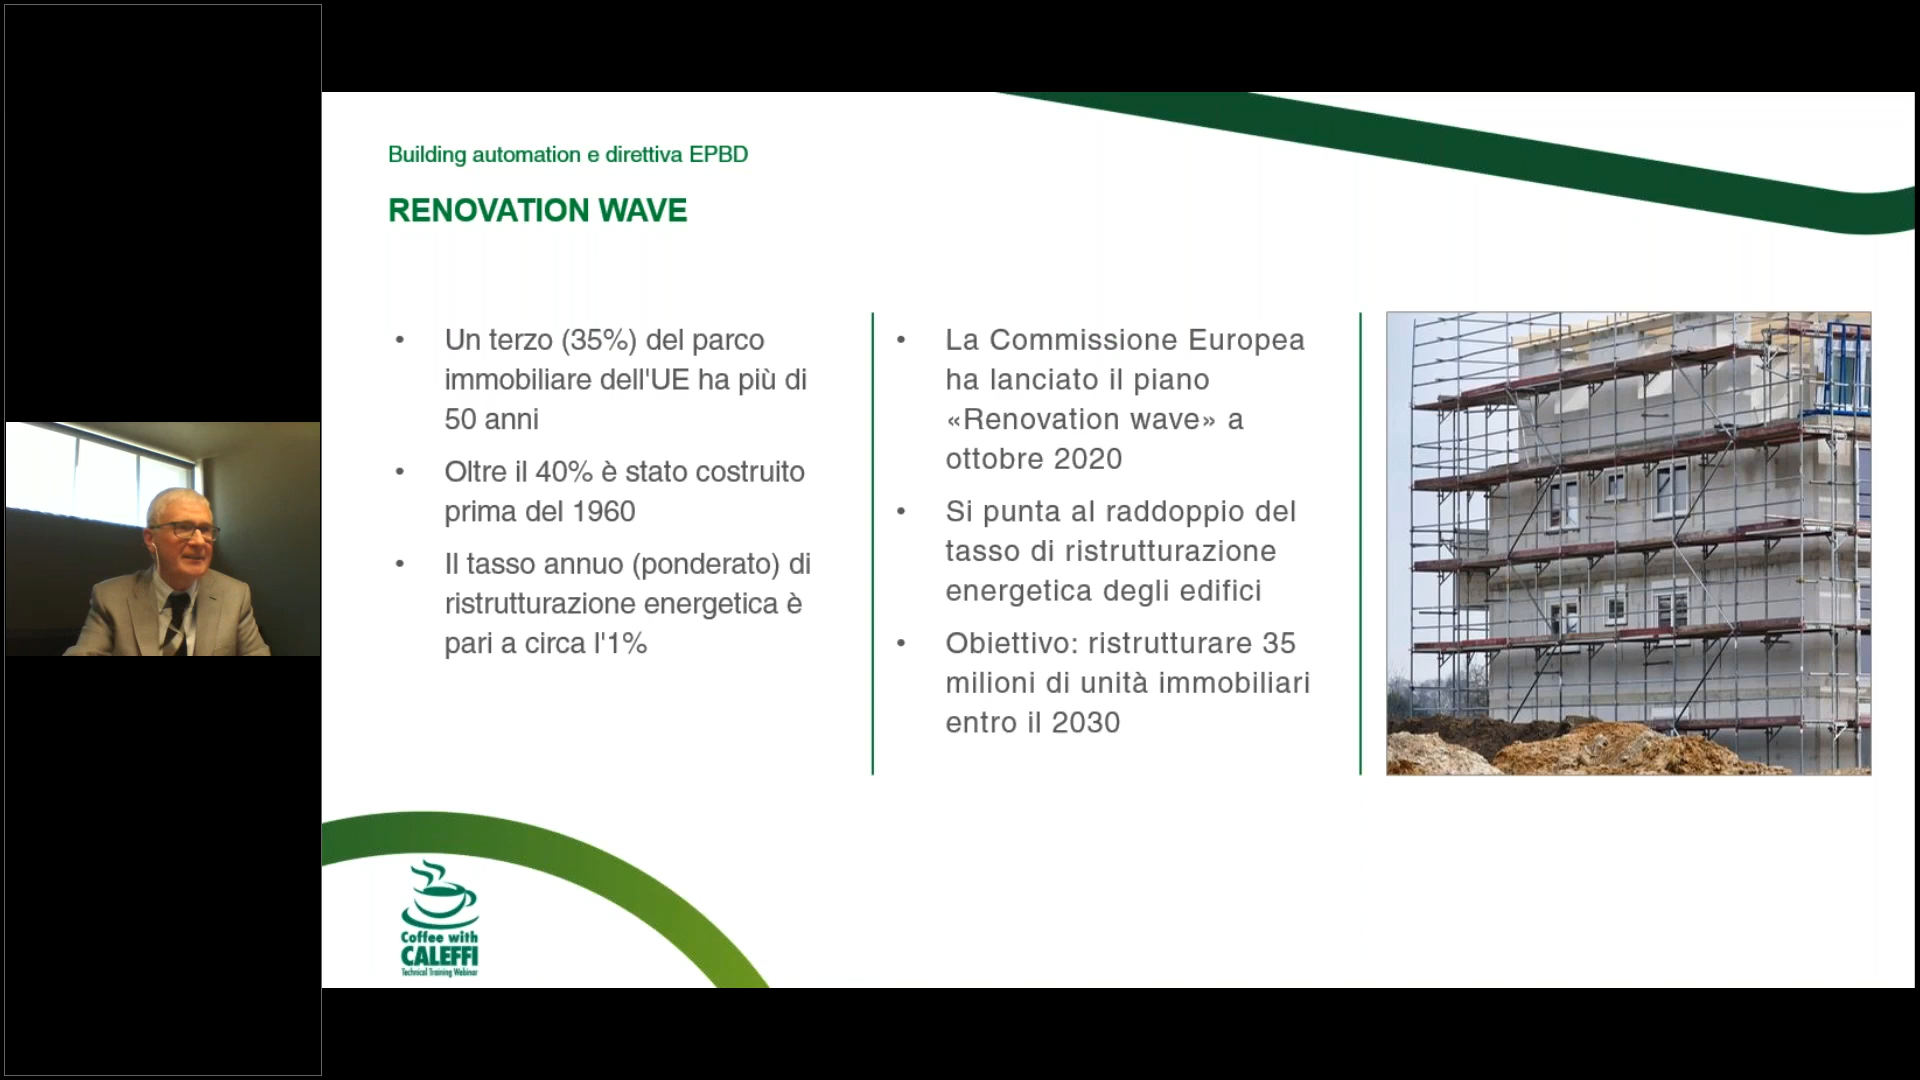 Building automation e direttiva EPBD
RENOVATION WAVE
• Un terzo (35%) del parco
immobiliare dell'UE ha più di
50 anni
• Oltre il 40% è stato costruito
prima del 1960
• Il tasso annuo (ponderato) di
ristrutturazione energetica è
pari a circa l'1%
• La Commissione Europea
ha lanciato il piano
«Renovation wave» a
ottobre 2020
• Si punta al raddoppio del
tasso di ristrutturazione
energetica degli edifici
• Obiettivo: ristrutturare 35
milioni di unità immobiliari
entro il 2030
Coffee with
CALEFFI
Technical Training Webinar